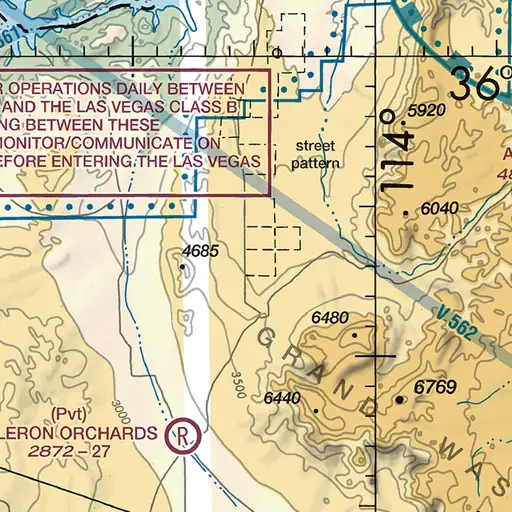 561
R OPERATIONS DAILY BETWEEN
AND THE LAS VEGAS CLASS B
NG BETWEEN THESE
MONITOR/COMMUNICATE ON
EFORE ENTERING THE LAS VEGAS
36°
5920
114°
street
pattern
A
48
6040
4685
V 562
6480
GRAND WAS
3500
3000
6440
6769
(Pvt)
LERON ORCHARDS
R
2872 – 27